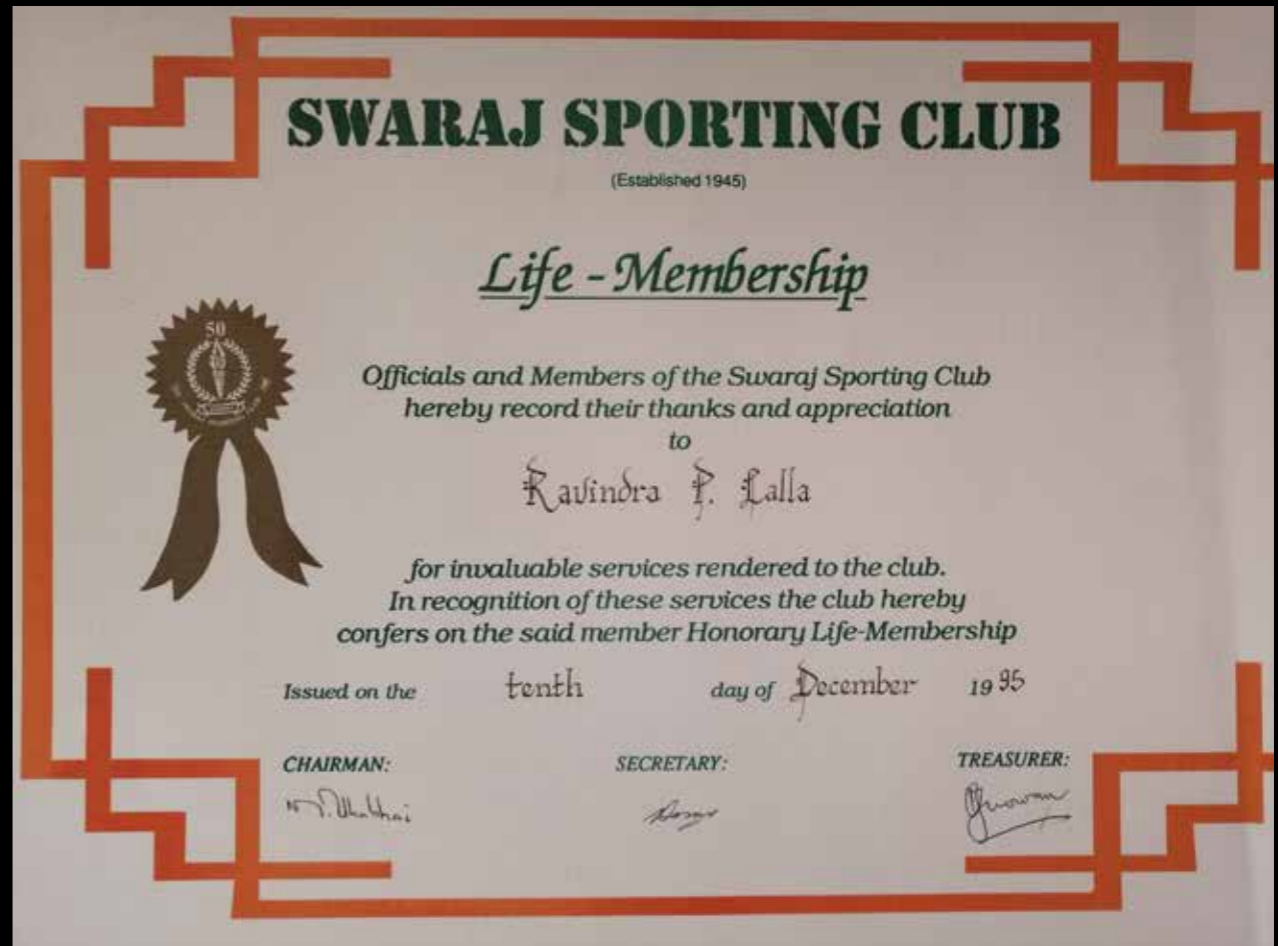 SWARAJ SPORTING CLUB
(Established 1945)
Life - Membership
50
Officials and Members of the Swaraj Sporting Club
hereby record their thanks and appreciation
to
Ravindra P. Lalla
for invaluable services rendered to the club.
In recognition of these services the club hereby
confers on the said member Honorary Life-Membership
Issued on the tenth day of December 1995
CHAIRMAN: SECRETARY: TREASURER: